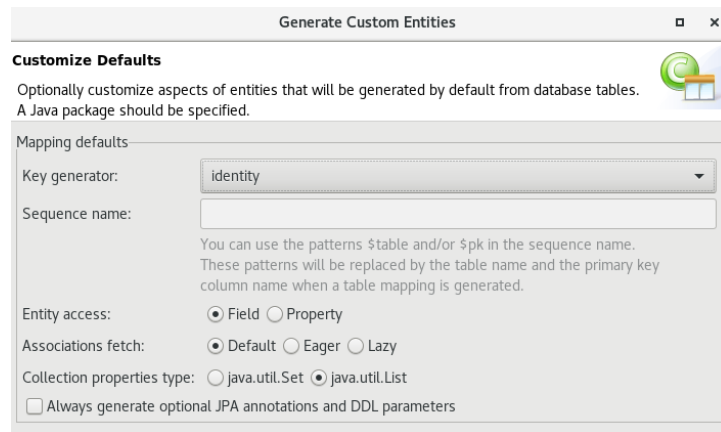 Generate Custom Entities
Customize Defaults
Optionally customize aspects of entities that will be generated by default from database tables.
A Java package should be specified.
Mapping defaults
Key generator: identity
Sequence name:
You can use the patterns $table and/or $pk in the sequence name.
These patterns will be replaced by the table name and the primary key
column name when a table mapping is generated.
Entity access: Field Property
Associations fetch: Default Eager Lazy
Collection properties type: java.util.Set java.util.List
Always generate optional JPA annotations and DDL parameters